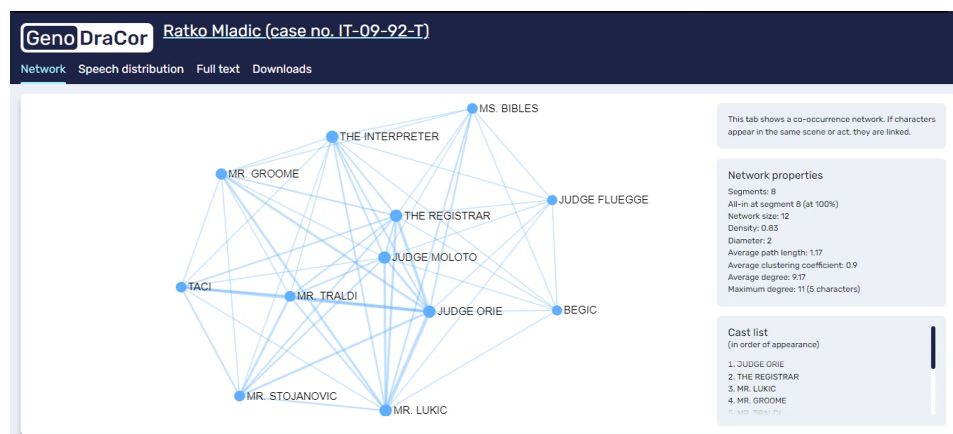 GenoDraCor
Ratko Mladic (case no. IT-09-92-T)
Network Speech distribution Full text Downloads
MS. BIBLES
THE INTERPRETER
MR. GROOME
JUDGE FLUEGGE
THE REGISTRAR
JUDGE MOLOTO
TACI
MR. TRALDI
JUDGE ORIE
BEGIC
MR. STOJANOVIC
MR. LUKIC
This tab shows a co-occurrence network. If characters
appear in the same scene or act, they are linked.
Network properties
Segments: 8
All-in at segment 8 (at 100%)
Network size: 12
Density: 0.83
Diameter: 2
Average path length: 1.17
Average clustering coefficient: 0.9
Average degree: 9.17
Maximum degree: 11 (5 characters)
Cast list
(in order of appearance)
1. JUDGE ORIE
2. THE REGISTRAR
3. MR. LUKIC
4. MR. GROOME
5. MR. TRALDI